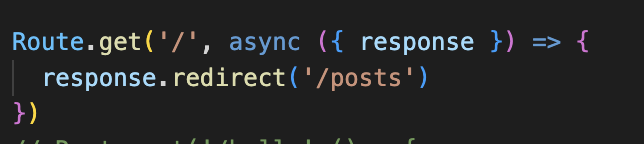 Route.get('/', async ({ response }) => {
  response.redirect('/posts')
})